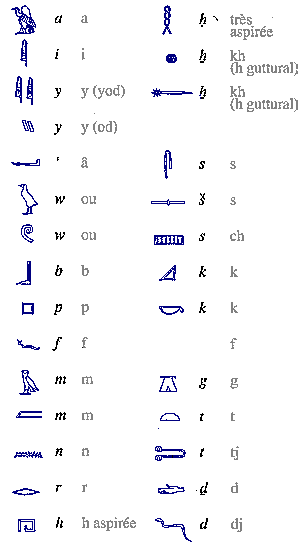 a a
i i
y y (yod)
y y (od)
' â
w ou
w ou
b b
p p
f f
m m
m m
n n
r r
h h aspirée
ḥ très
aspirée
ḫ kh
(h guttural)
ẖ kh
(h guttural)
s s
š s
s ch
k k
k k
f
g g
t t
t tj
ḏ d
d dj